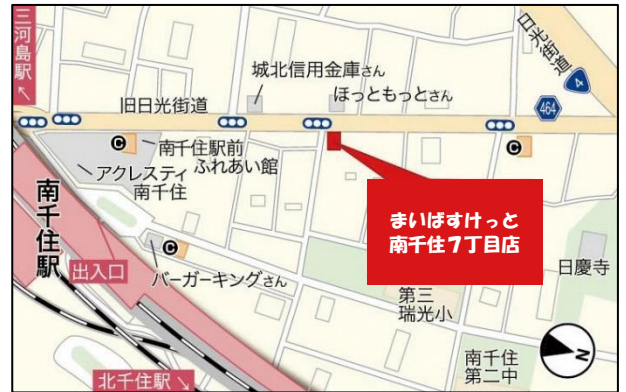 三河島駅
↖
日光街道
4
464
城北信用金庫さん
ほっともっとさん
旧日光街道
C
南千住駅前
ふれあい館
アクレスティ
南千住
C
まいばすけっと
南千住7丁目店
南千住駅
出入口
C
バーガーキングさん
第三
瑞光小
日慶寺
南千住
第二中
北千住駅↘
N